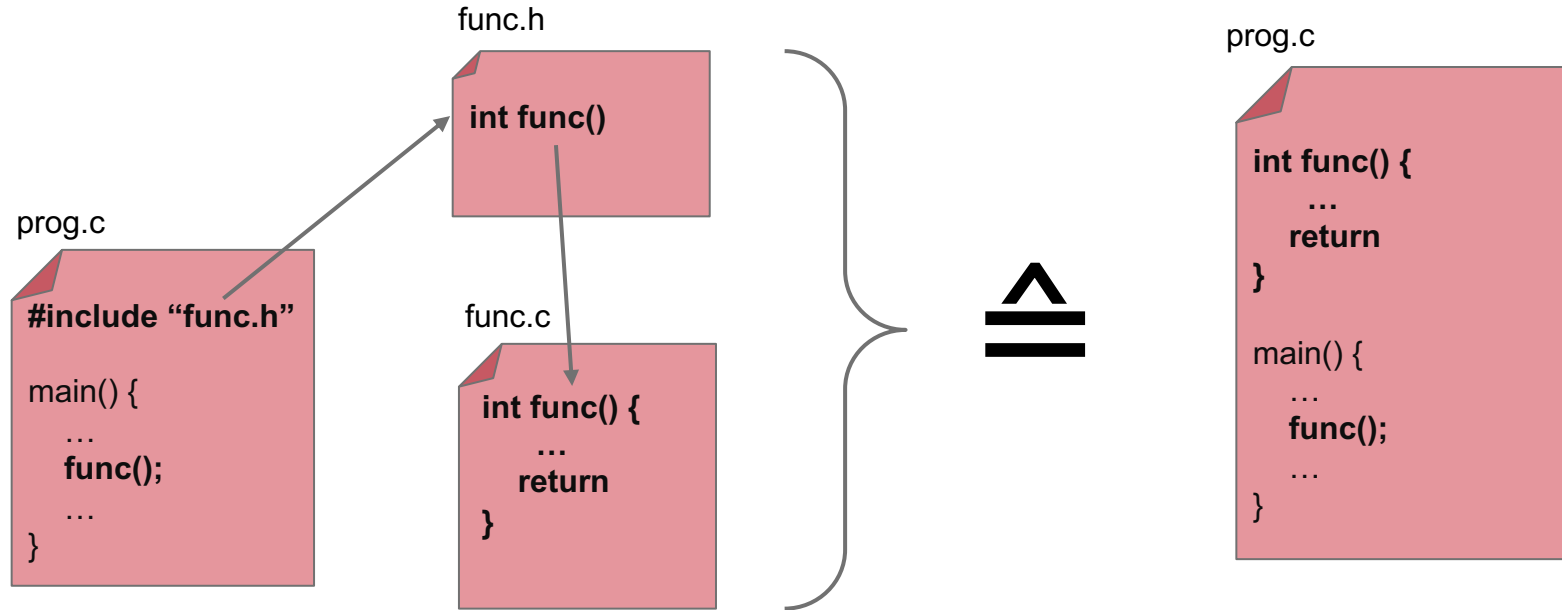 prog.c
#include “func.h”
main() {
…
func();
…
}
func.h
int func()
func.c
int func() {
…
return
}
≙
prog.c
int func() {
…
return
}
main() {
…
func();
…
}